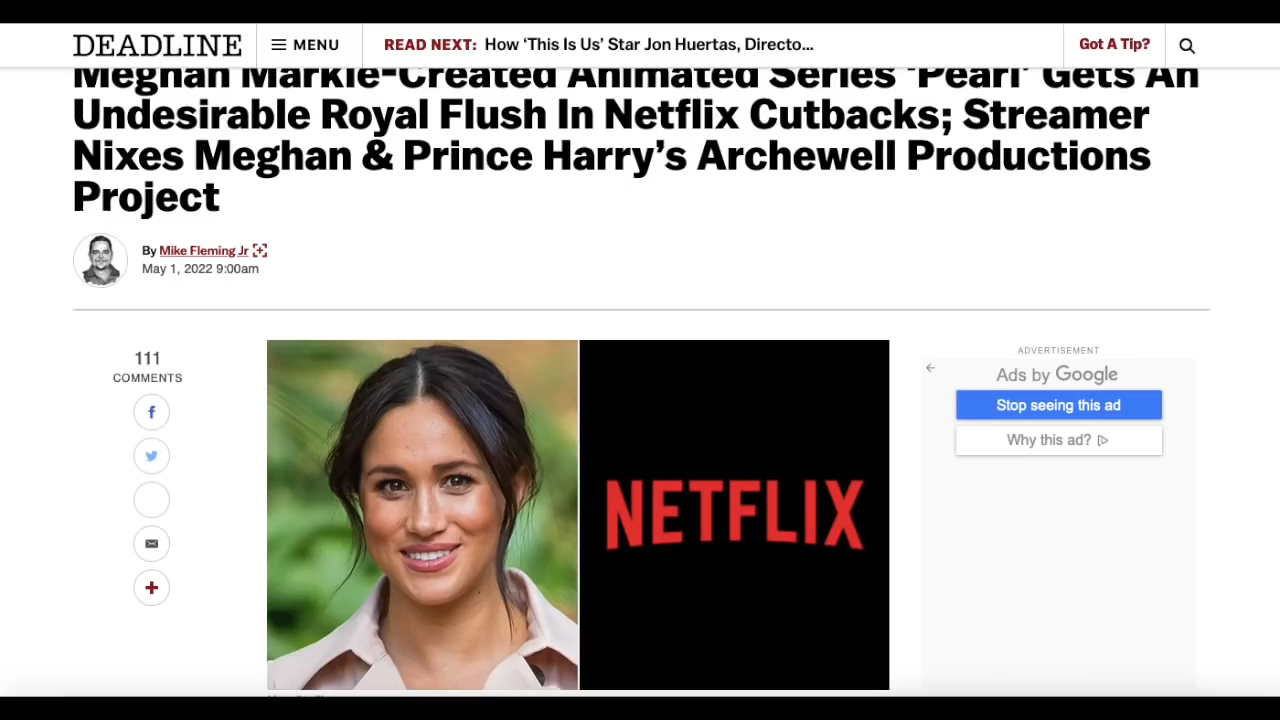 DEADLINE
MENU
READ NEXT: How ‘This Is Us’ Star Jon Huertas, Directo...
Got A Tip?
Meghan Markle-Created Animated Series ‘Pearl’ Gets An
Undesirable Royal Flush In Netflix Cutbacks; Streamer
Nixes Meghan & Prince Harry’s Archewell Productions
Project
By Mike Fleming Jr
May 1, 2022 9:00am
111
COMMENTS
NETFLIX
ADVERTISEMENT
Ads by Google
Stop seeing this ad
Why this ad?